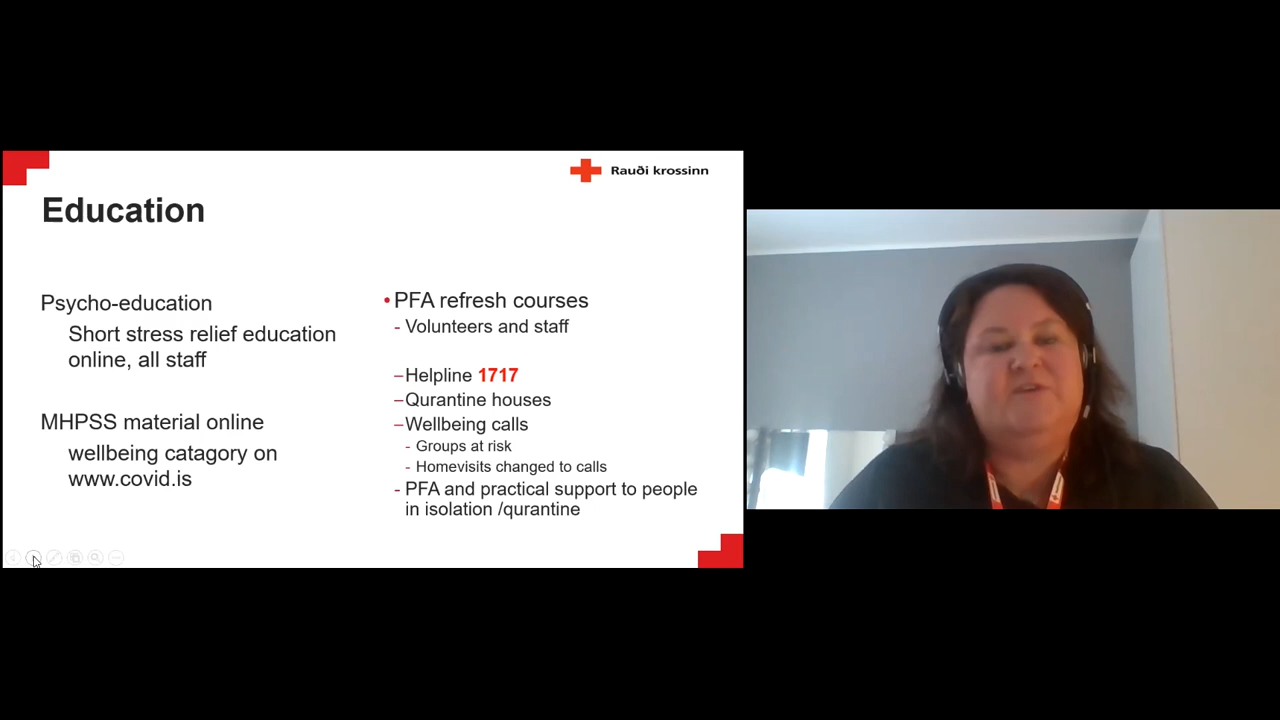 Rauði krossinn
Education
Psycho-education
Short stress relief education
online, all staff
MHPSS material online
wellbeing catagory on
www.covid.is
• PFA refresh courses
- Volunteers and staff
–Helpline 1717
–Qurantine houses
–Wellbeing calls
- Groups at risk
- Homevisits changed to calls
- PFA and practical support to people
in isolation /qurantine